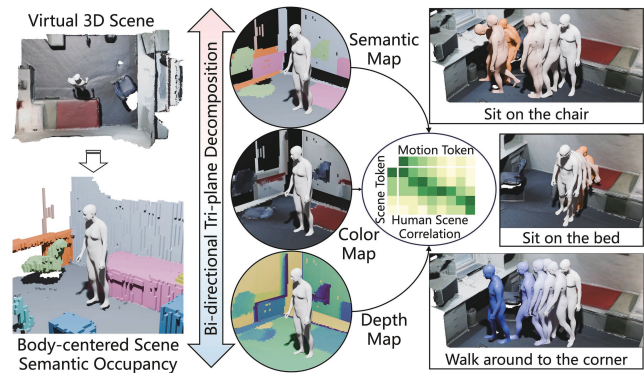 Virtual 3D Scene
Body-centered Scene
Semantic Occupancy
Bi-directional Tri-plane Decomposition
Semantic
Map
Color
Map
Depth
Map
Motion Token
Scene Token
Human Scene
Correlation
Sit on the chair
Sit on the bed
Walk around to the corner